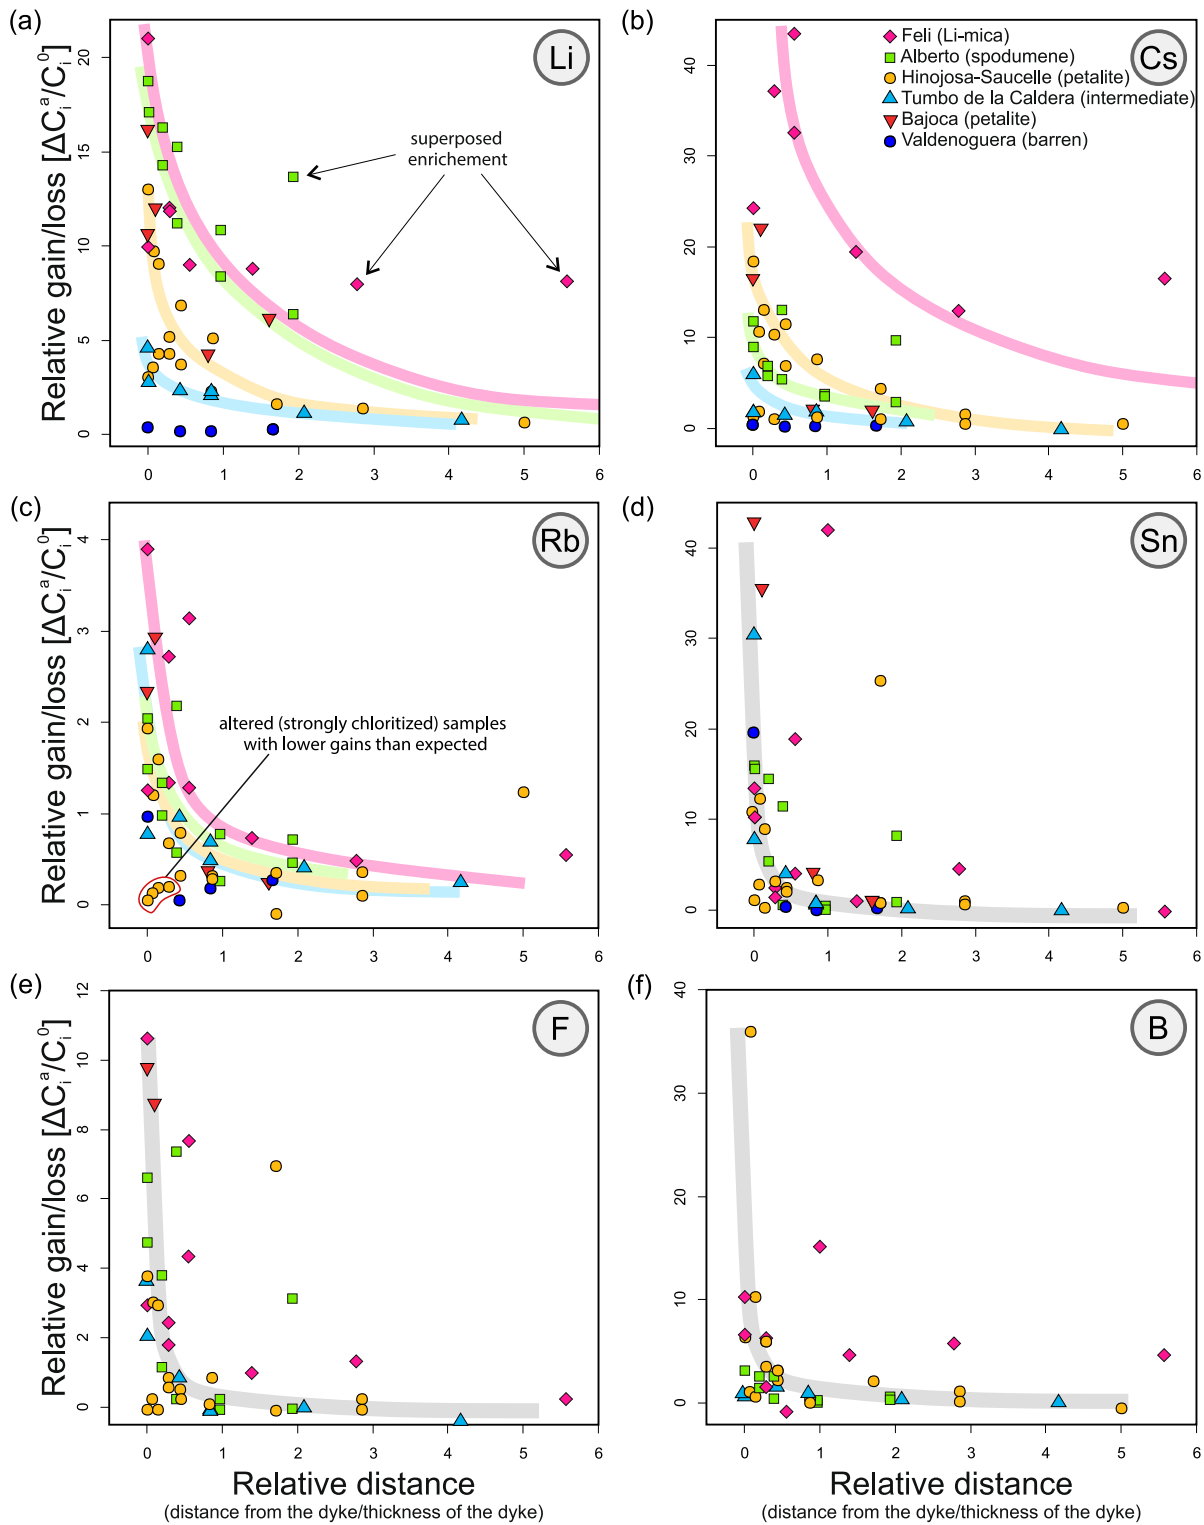 (a)
Relative gain/loss [ΔCᵢᵃ/Cᵢ⁰]
20
15
10
5
0
Li
superposed
enrichement
0 1 2 3 4 5 6
(b)
40
30
20
10
0
Feli (Li-mica)
Alberto (spodumene)
Hinojosa-Saucelle (petalite)
Tumbo de la Caldera (intermediate)
Bajoca (petalite)
Valdenoguera (barren)
Cs
0 1 2 3 4 5 6
(c)
Relative gain/loss [ΔCᵢᵃ/Cᵢ⁰]
4
3
2
1
0
Rb
altered (strongly chloritized) samples
with lower gains than expected
0 1 2 3 4 5 6
(d)
40
30
20
10
0
Sn
0 1 2 3 4 5 6
(e)
Relative gain/loss [ΔCᵢᵃ/Cᵢ⁰]
12
10
8
6
4
2
0
F
0 1 2 3 4 5 6
Relative distance
(distance from the dyke/thickness of the dyke)
(f)
40
30
20
10
0
B
0 1 2 3 4 5 6
Relative distance
(distance from the dyke/thickness of the dyke)